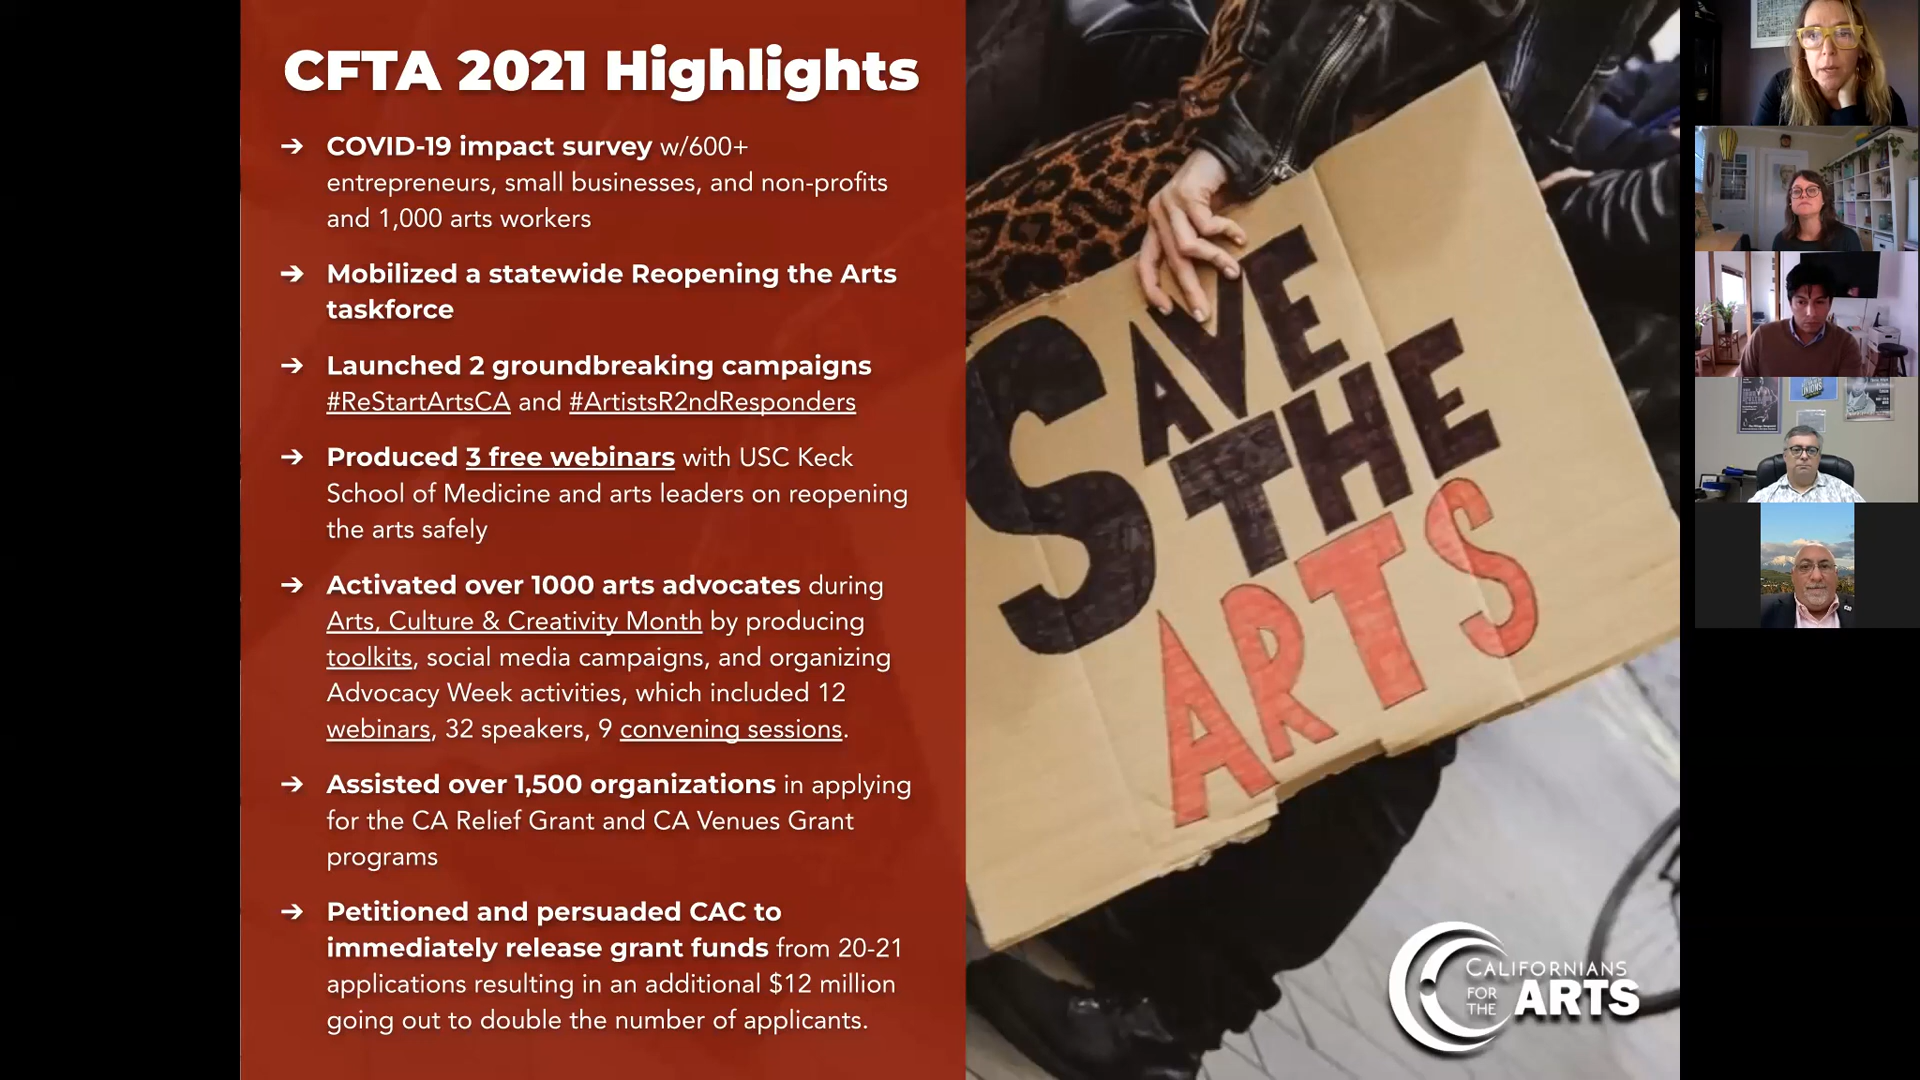 CFTA 2021 Highlights
➔ COVID-19 impact survey w/600+
entrepreneurs, small businesses, and non-profits
and 1,000 arts workers
➔ Mobilized a statewide Reopening the Arts
taskforce
➔ Launched 2 groundbreaking campaigns
#ReStartArtsCA and #ArtistsR2ndResponders
➔ Produced 3 free webinars with USC Keck
School of Medicine and arts leaders on reopening
the arts safely
➔ Activated over 1000 arts advocates during
Arts, Culture & Creativity Month by producing
toolkits, social media campaigns, and organizing
Advocacy Week activities, which included 12
webinars, 32 speakers, 9 convening sessions.
➔ Assisted over 1,500 organizations in applying
for the CA Relief Grant and CA Venues Grant
programs
➔ Petitioned and persuaded CAC to
immediately release grant funds from 20-21
applications resulting in an additional $12 million
going out to double the number of applicants.
SAVE
THE
ARTS
CALIFORNIANS
FOR
THE
ARTS